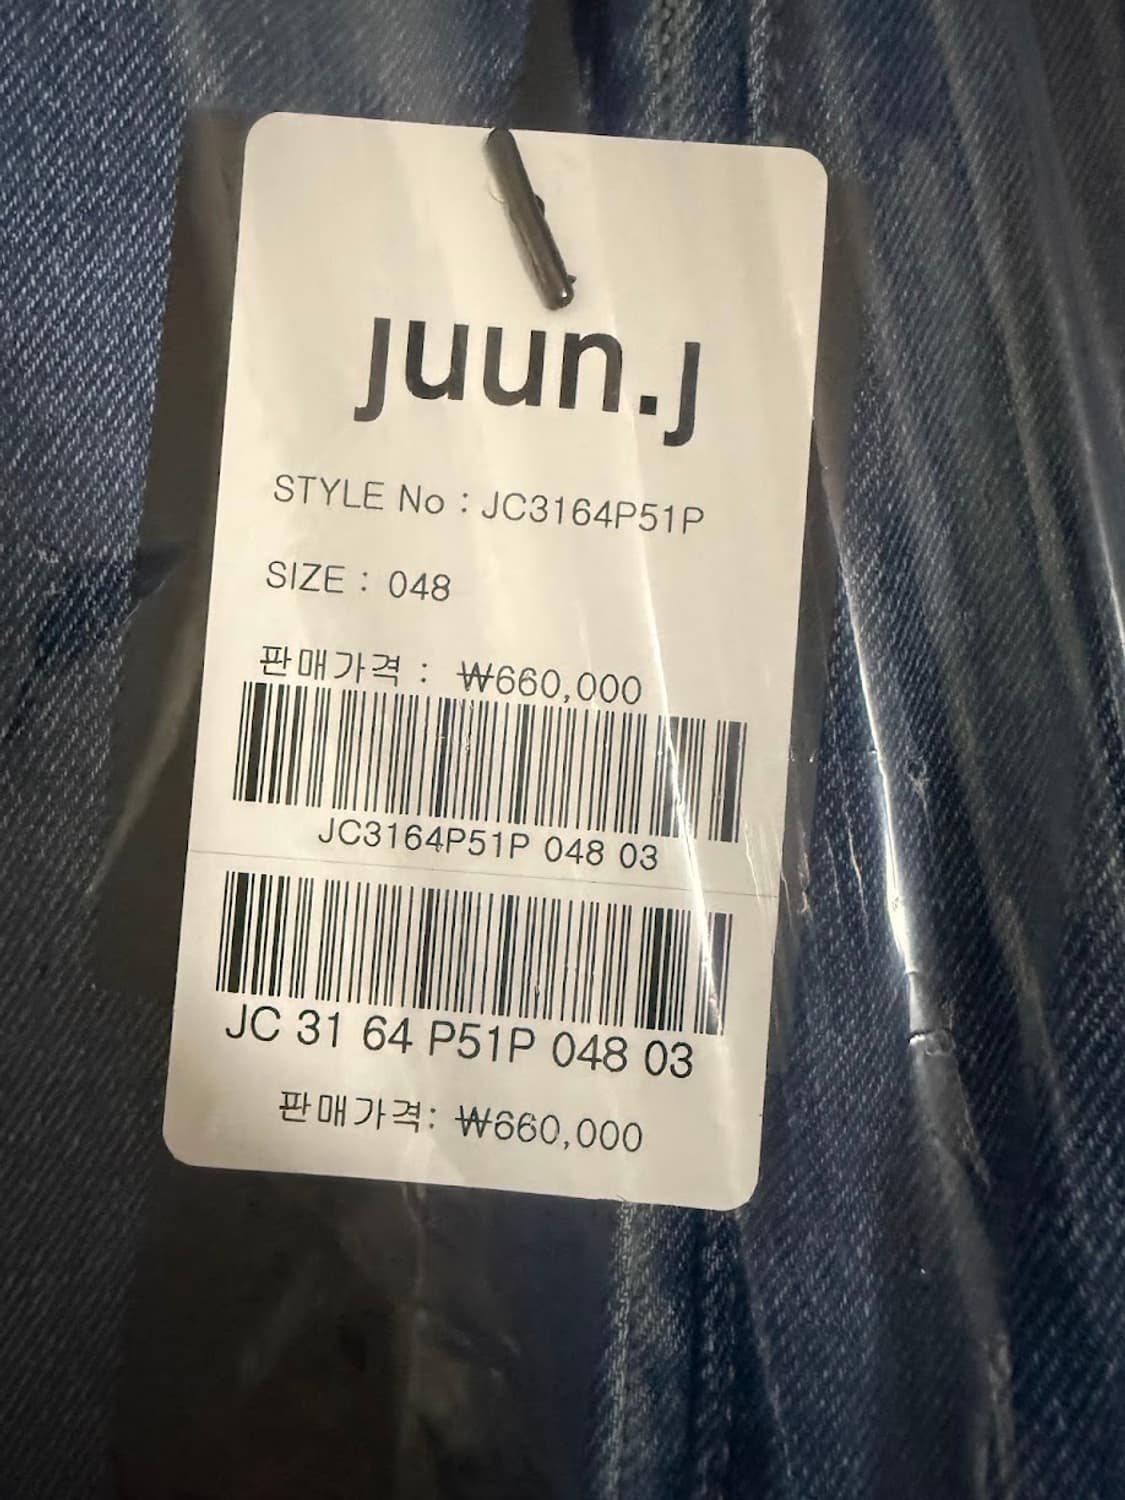 juun.j
STYLE No : JC3164P51P
SIZE : 048
판매가격 : ₩660,000
JC3164P51P 048 03
JC 31 64 P51P 048 03
판매가격: ₩660,000